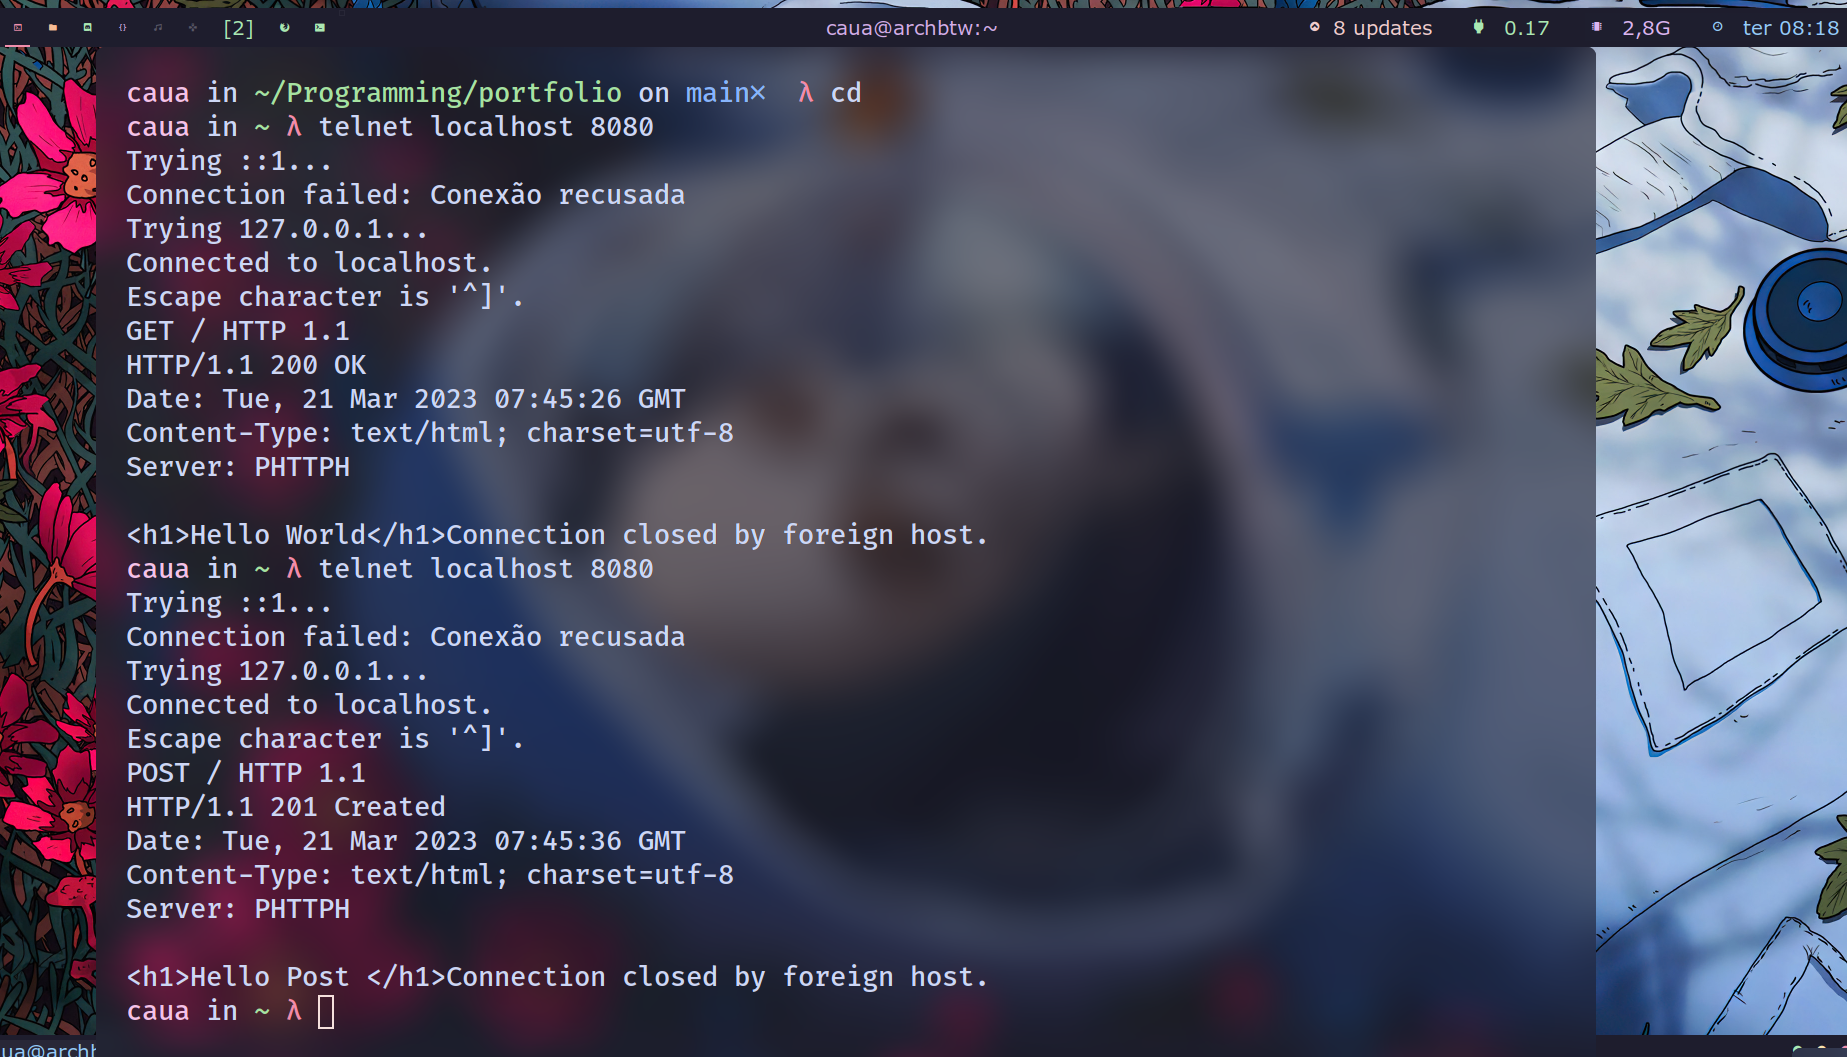 [2] caua@archbtw:~ 8 updates 0.17 2,8G ter 08:18
caua in ~/Programming/portfolio on main× λ cd
caua in ~ λ telnet localhost 8080
Trying ::1...
Connection failed: Conexão recusada
Trying 127.0.0.1...
Connected to localhost.
Escape character is '^]'.
GET / HTTP 1.1
HTTP/1.1 200 OK
Date: Tue, 21 Mar 2023 07:45:26 GMT
Content-Type: text/html; charset=utf-8
Server: PHTTPH

<h1>Hello World</h1>Connection closed by foreign host.
caua in ~ λ telnet localhost 8080
Trying ::1...
Connection failed: Conexão recusada
Trying 127.0.0.1...
Connected to localhost.
Escape character is '^]'.
POST / HTTP 1.1
HTTP/1.1 201 Created
Date: Tue, 21 Mar 2023 07:45:36 GMT
Content-Type: text/html; charset=utf-8
Server: PHTTPH

<h1>Hello Post </h1>Connection closed by foreign host.
caua in ~ λ